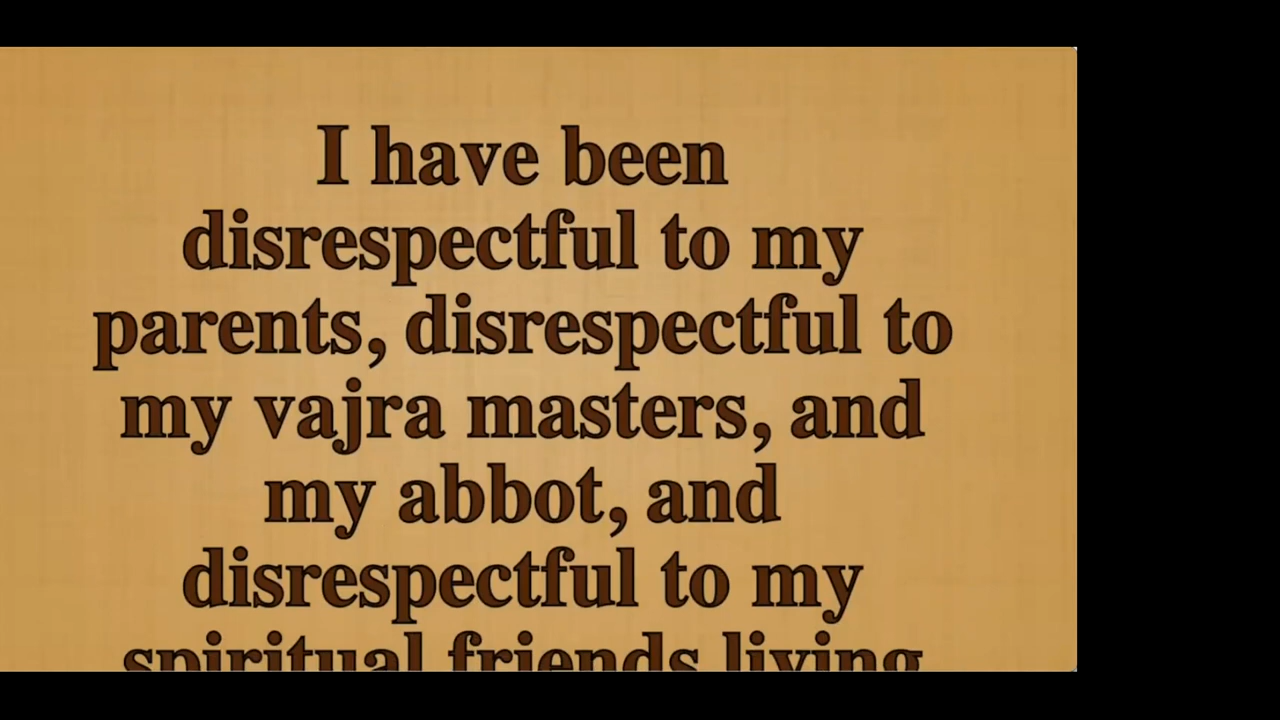 I have been
disrespectful to my
parents, disrespectful to
my vajra masters, and
my abbot, and
disrespectful to my
spiritual friends living